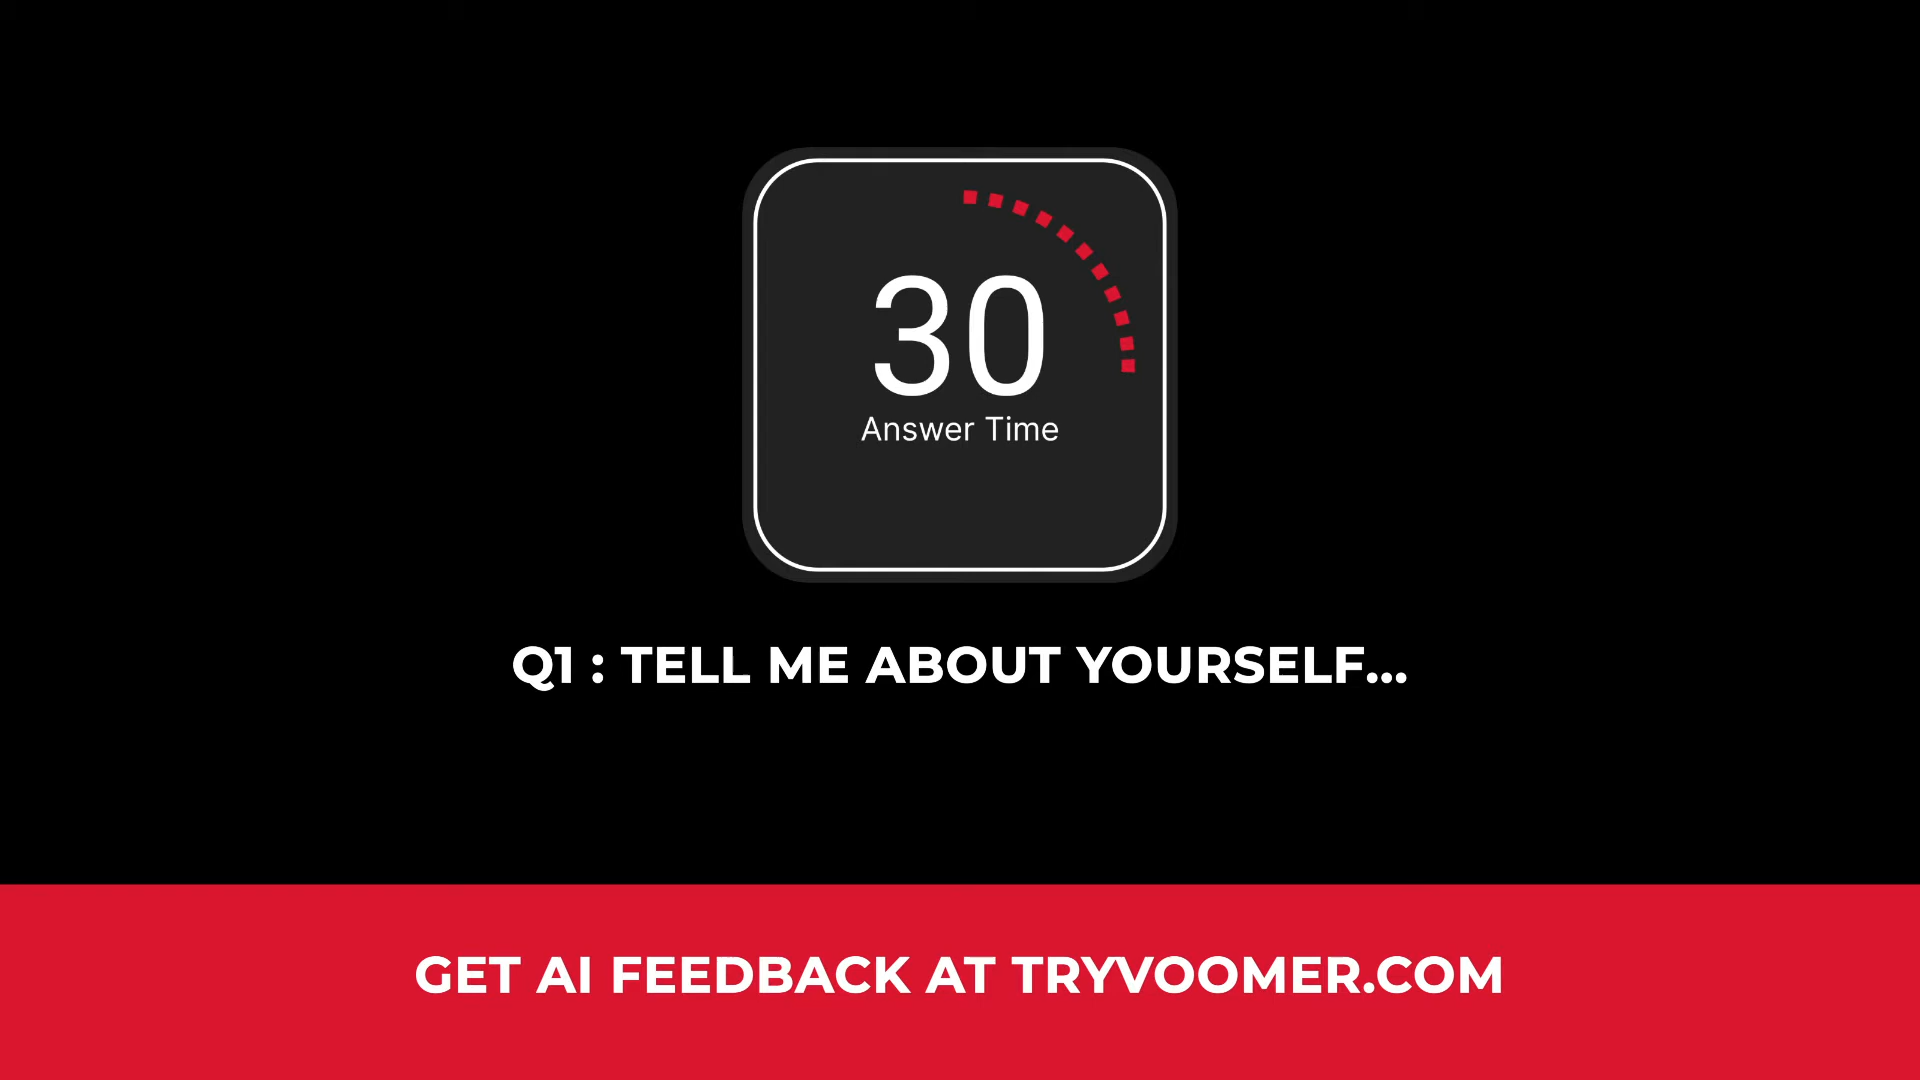 30
Answer Time
Q1 : TELL ME ABOUT YOURSELF...
GET AI FEEDBACK AT TRYVOOMER.COM